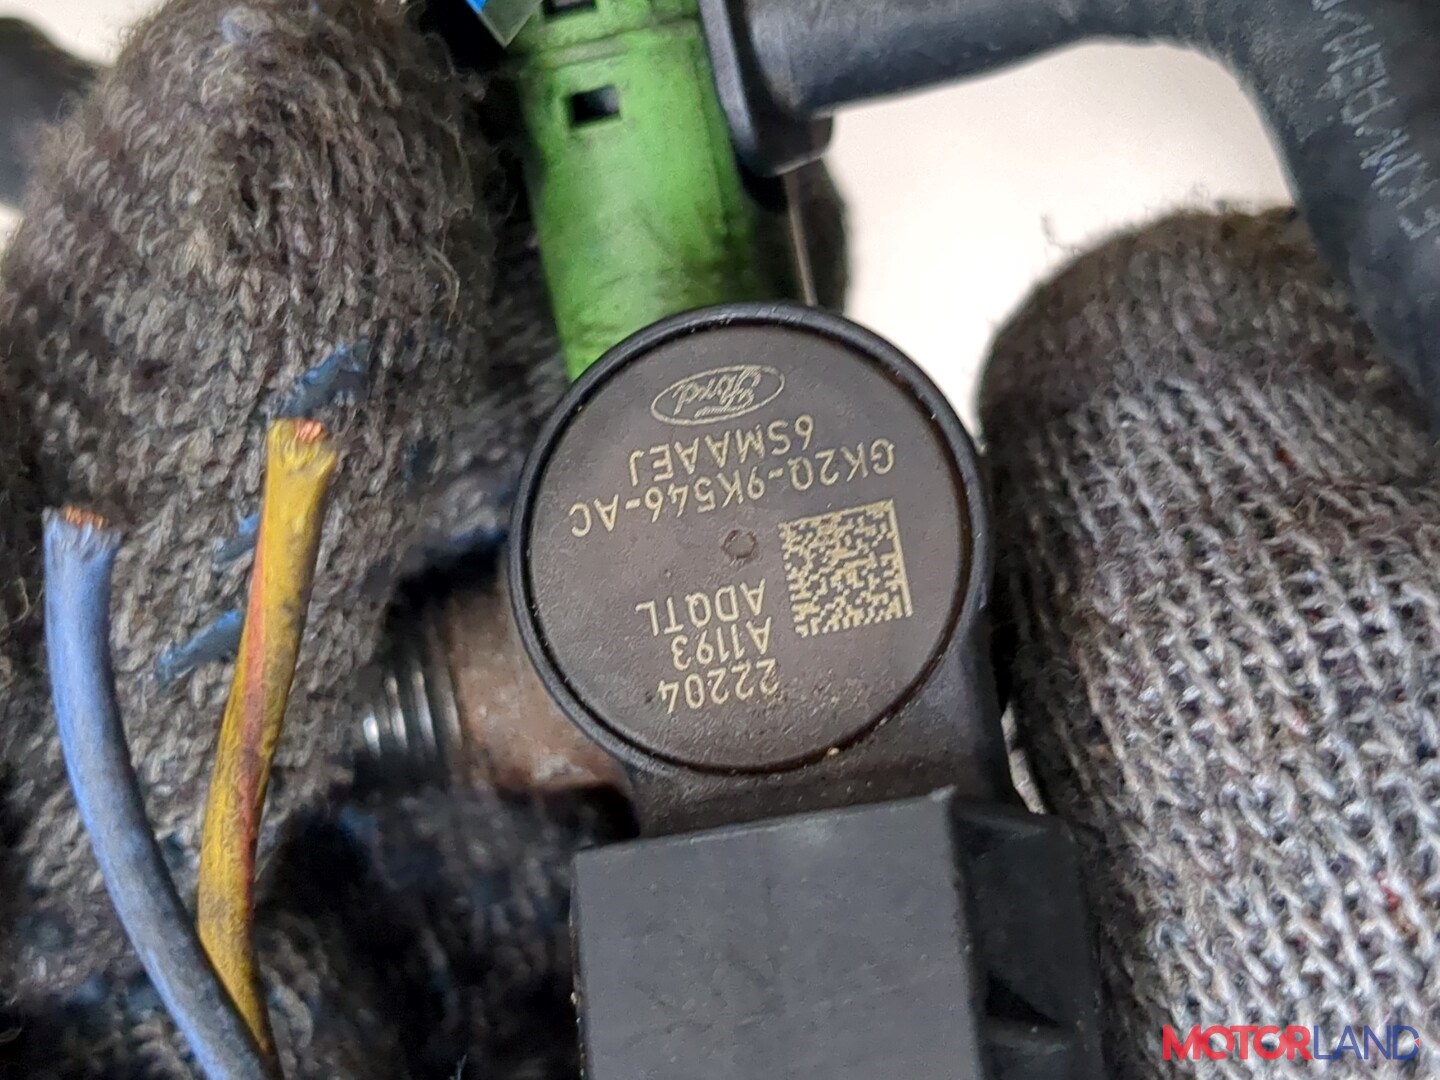 Ford
6SMAAEJ
GK2Q-9K546-AC
ADQTL
A1193
22204
MOTORLAND